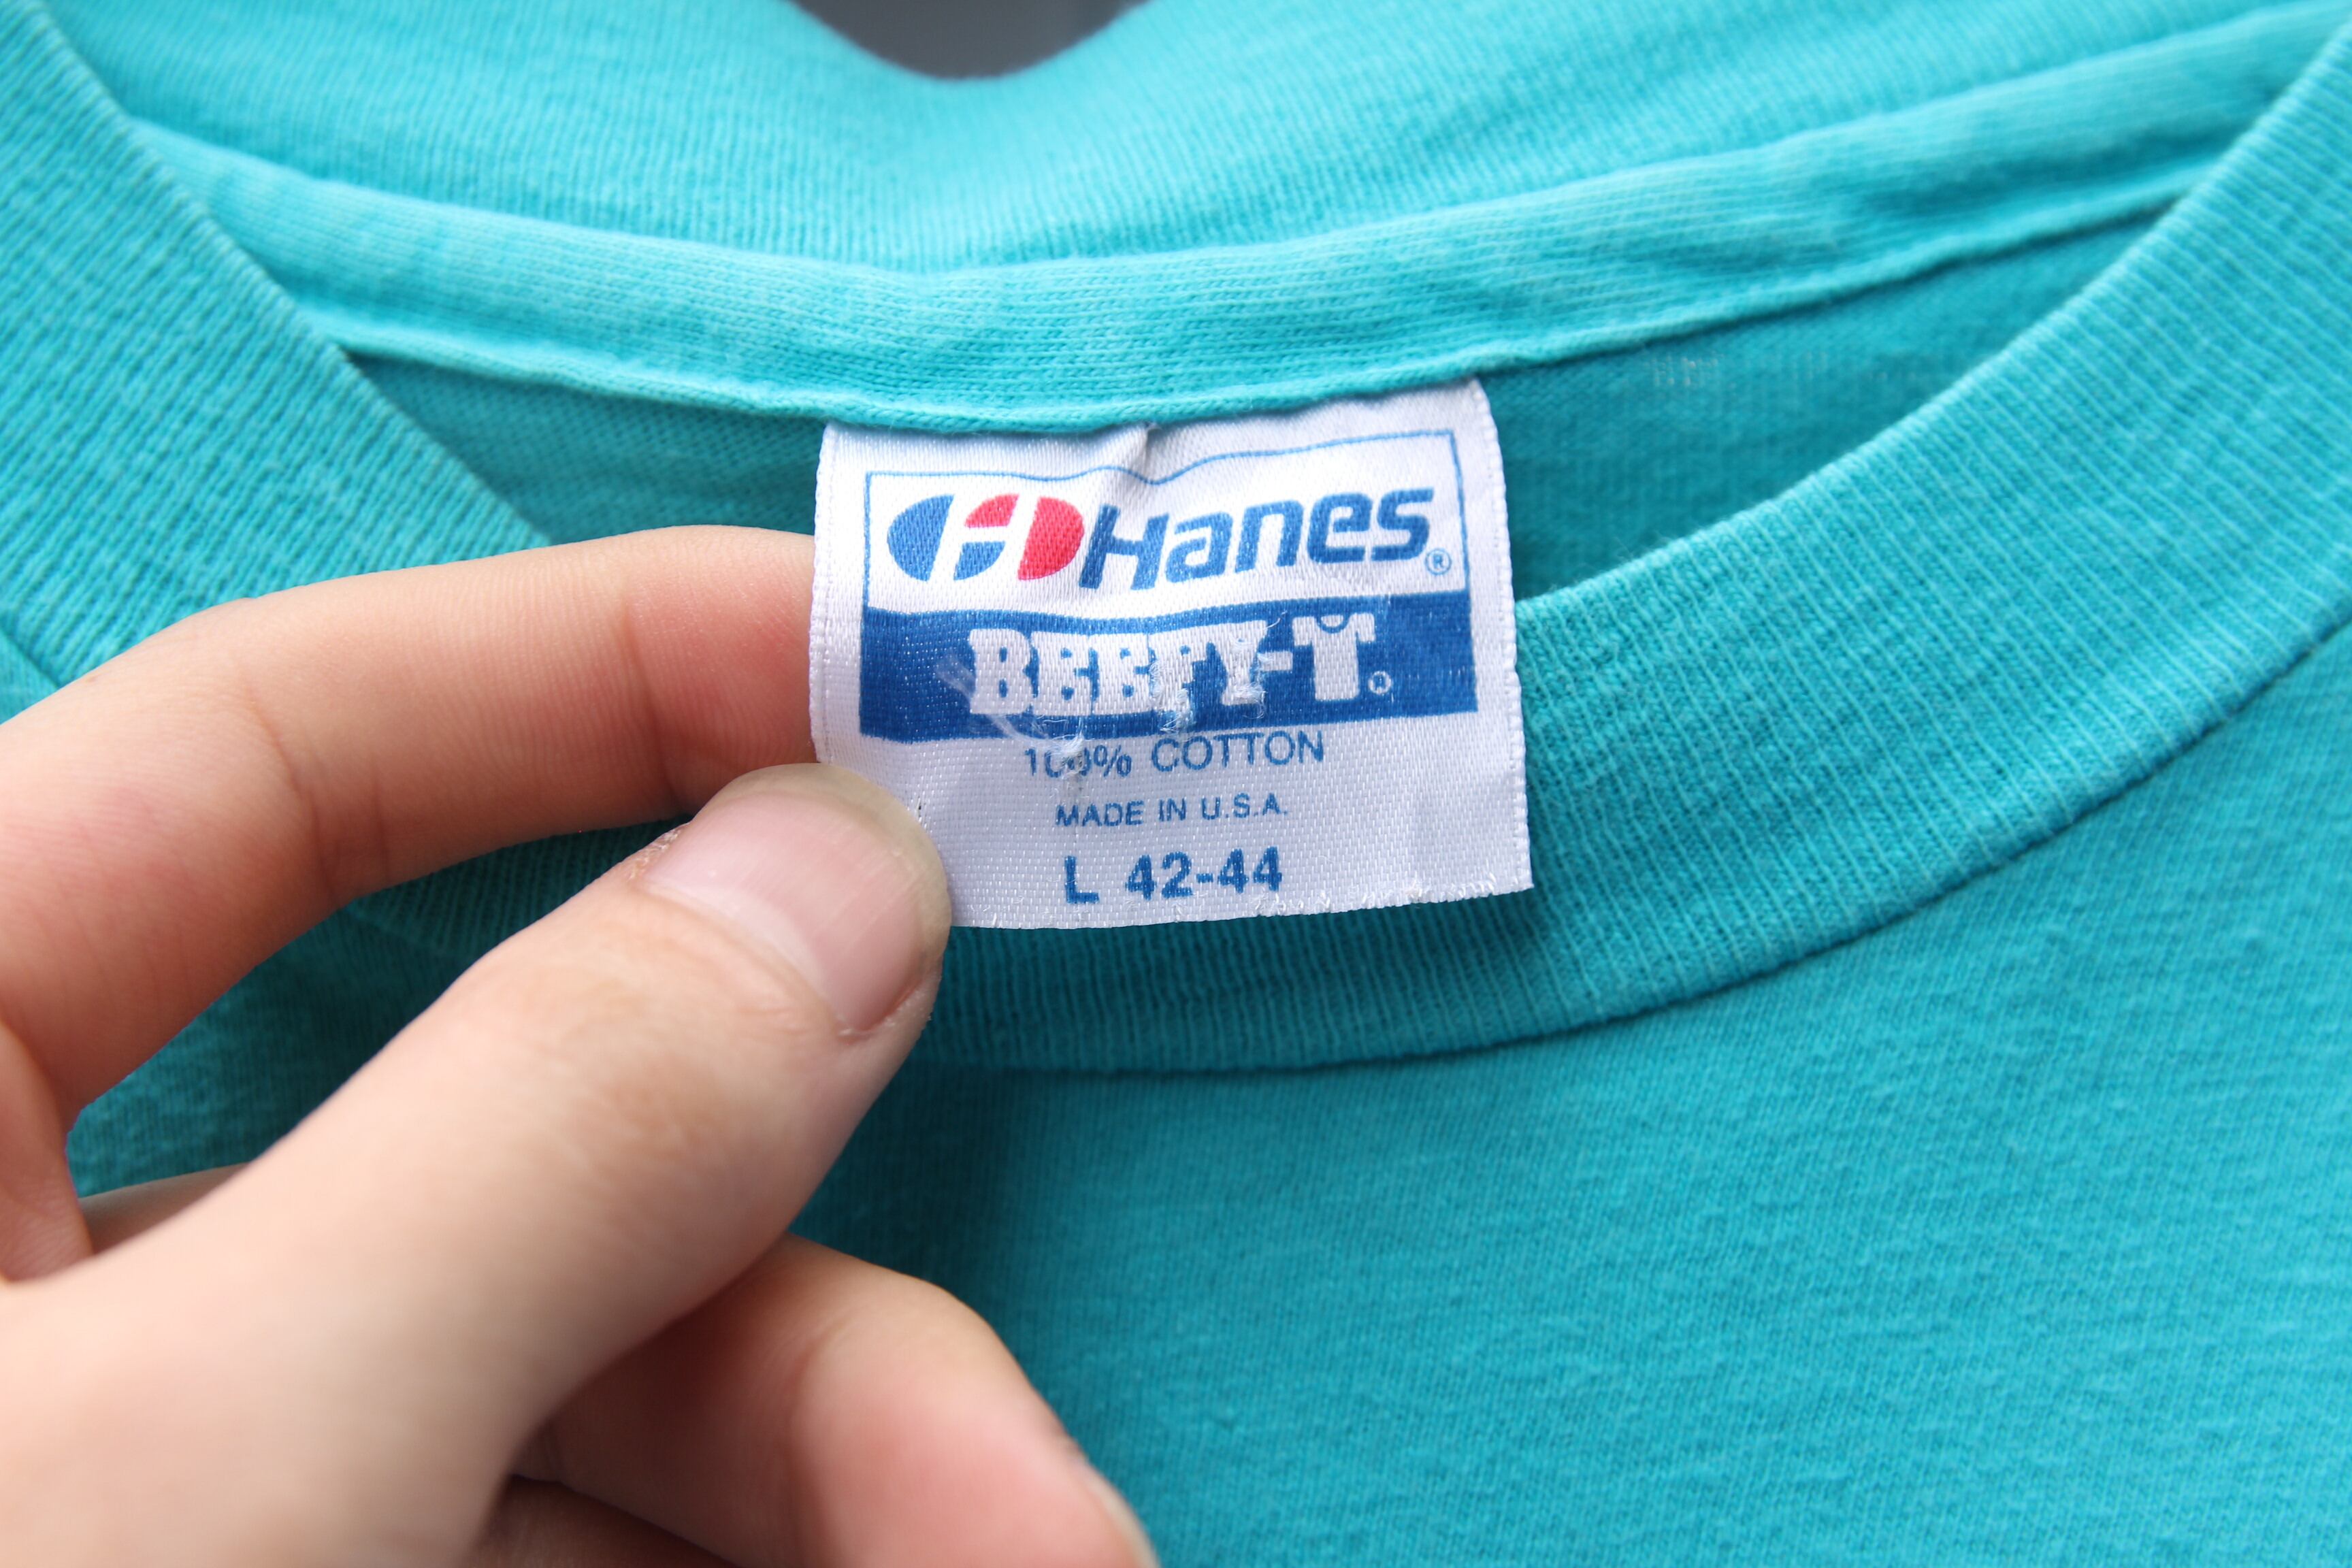 Hanes®
BEEFY-T®
100% COTTON
MADE IN U.S.A.
L 42-44